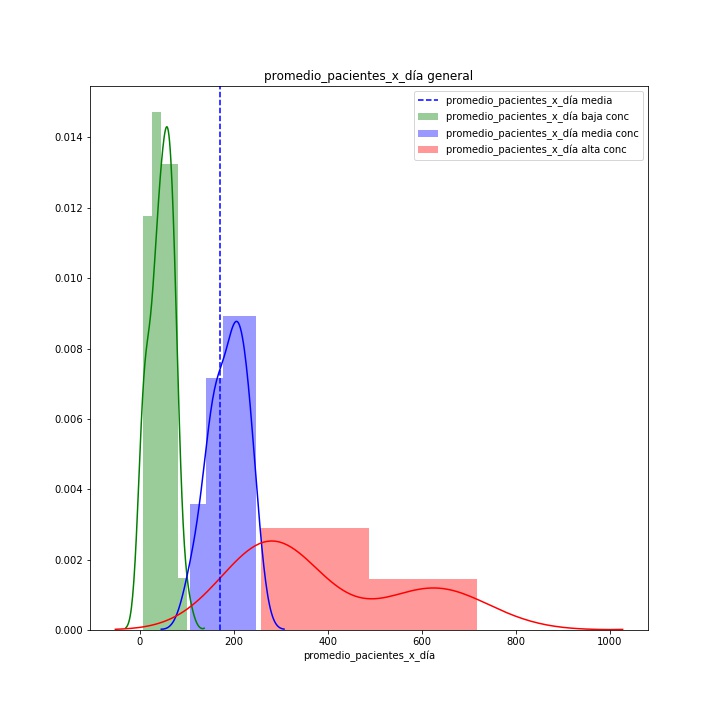 promedio_pacientes_x_día general
promedio_pacientes_x_día media
promedio_pacientes_x_día baja conc
promedio_pacientes_x_día media conc
promedio_pacientes_x_día alta conc
0.014
0.012
0.010
0.008
0.006
0.004
0.002
0.000
0 200 400 600 800 1000
promedio_pacientes_x_día